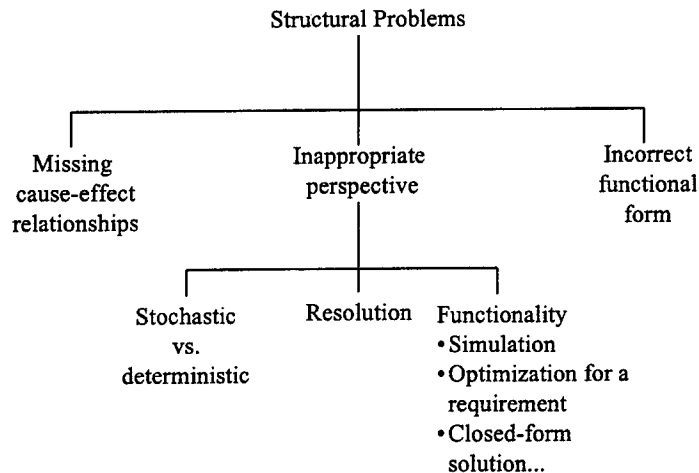 Structural Problems
Missing
cause-effect
relationships
Inappropriate
perspective
Incorrect
functional
form
Stochastic
vs.
deterministic
Resolution
Functionality
•Simulation
•Optimization for a
requirement
•Closed-form
solution...